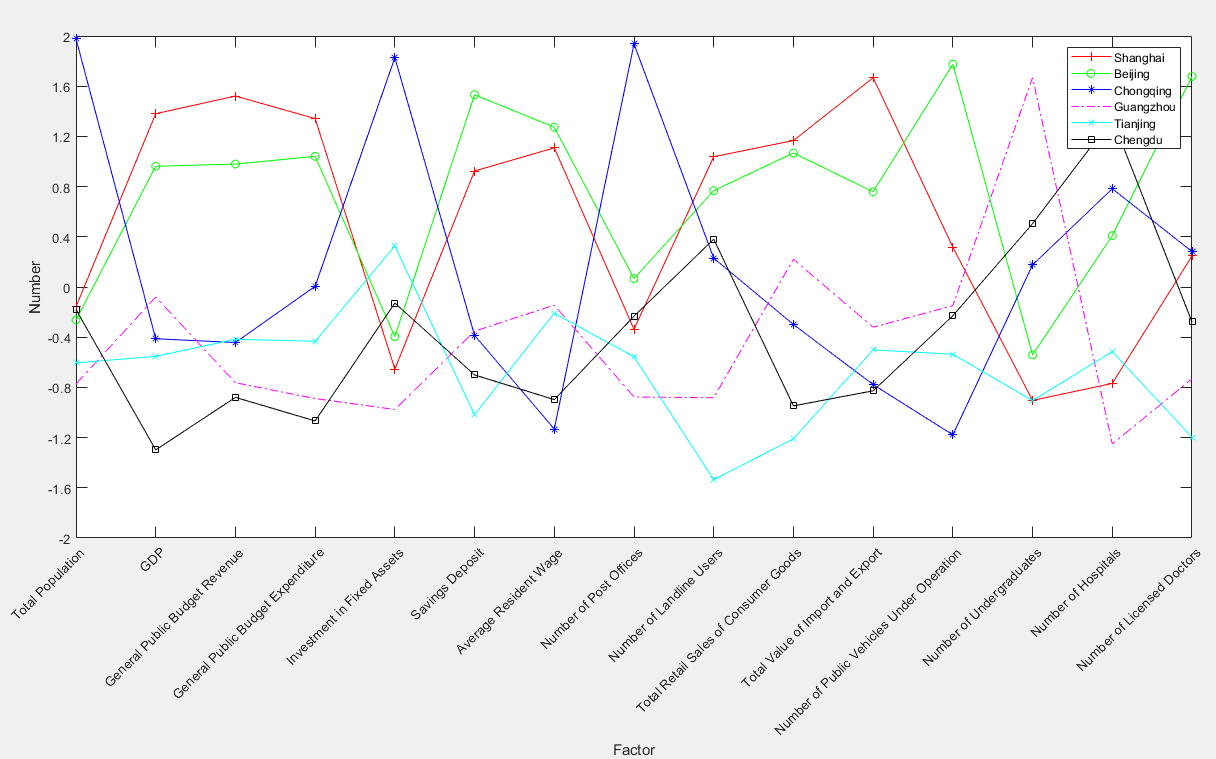 2
1.6
1.2
0.8
0.4
0
-0.4
-0.8
-1.2
-1.6
-2
Number
Shanghai
Beijing
Chongqing
Guangzhou
Tianjing
Chengdu
Total Population
GDP
General Public Budget Revenue
General Public Budget Expenditure
Investment in Fixed Assets
Savings Deposit
Average Resident Wage
Number of Post Offices
Number of Landline Users
Total Retail Sales of Consumer Goods
Total Value of Import and Export
Number of Public Vehicles Under Operation
Number of Undergraduates
Number of Hospitals
Number of Licensed Doctors
Factor